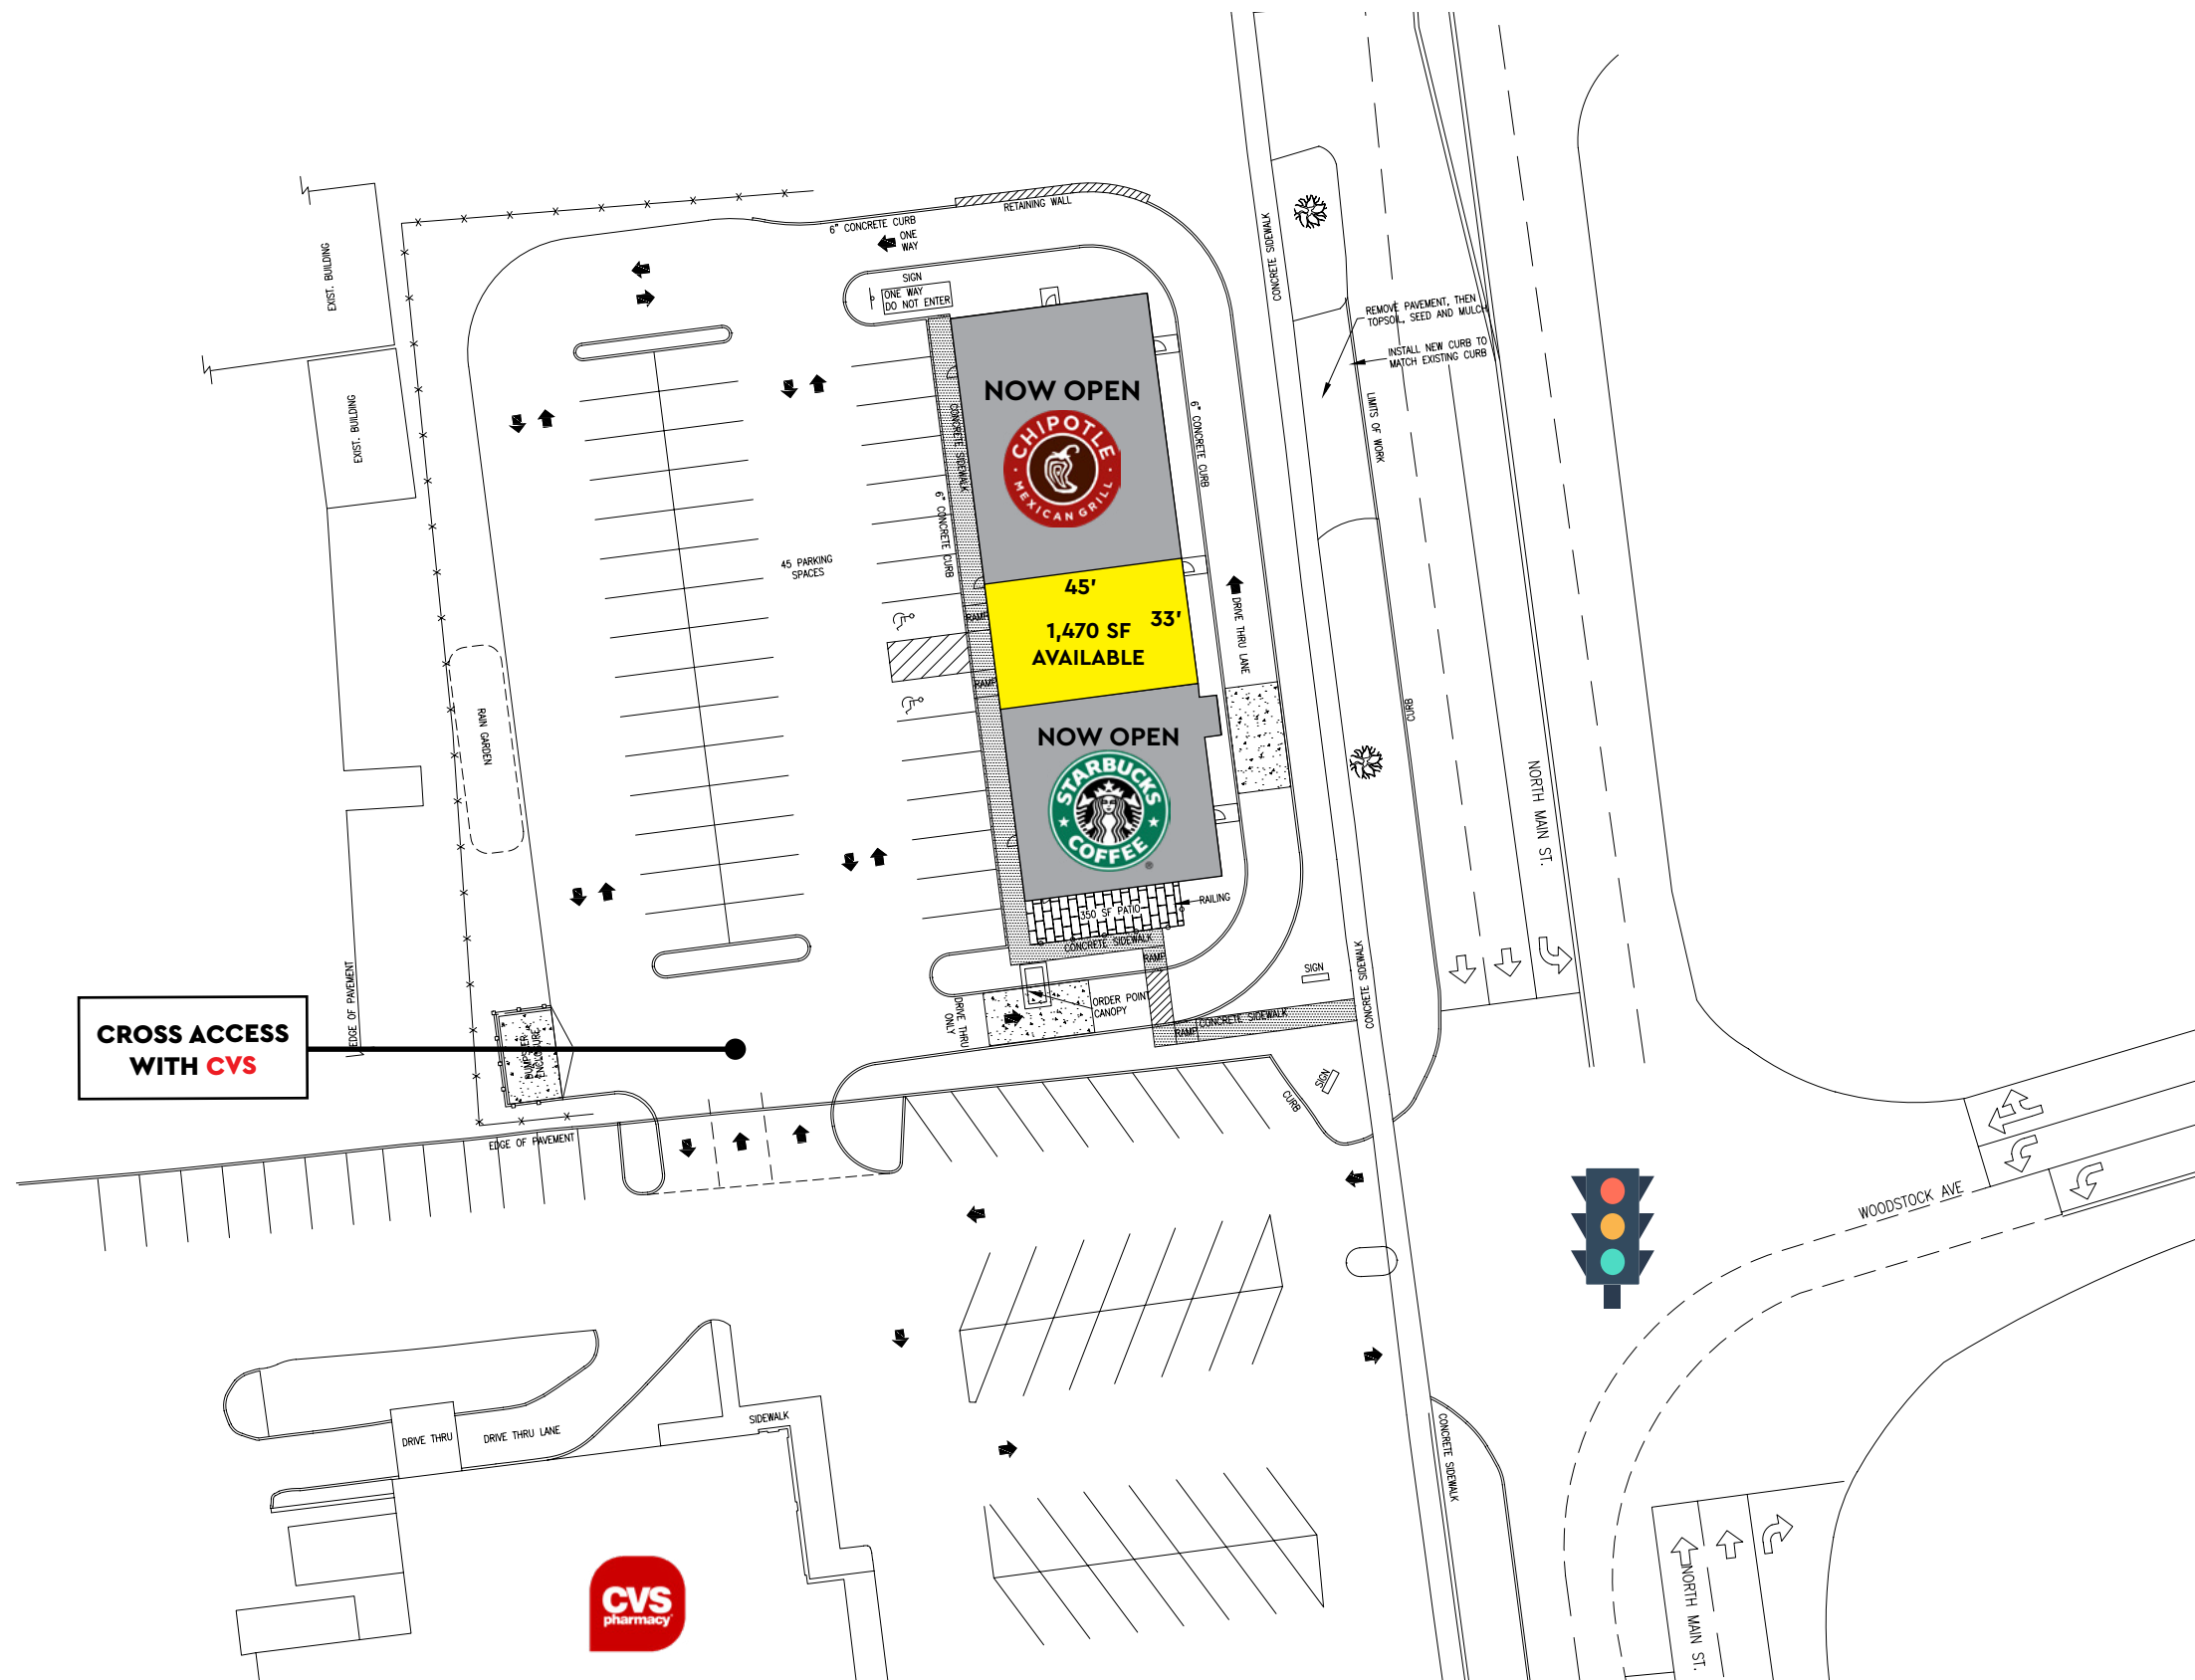 RETAINING WALL
6" CONCRETE CURB
ONE
WAY
SIGN
ONE WAY
DO NOT ENTER
EXIST. BUILDING
EXIST. BUILDING
CONCRETE SIDEWALK
REMOVE PAVEMENT, THEN
TOPSOIL, SEED AND MULCH
INSTALL NEW CURB TO
MATCH EXISTING CURB
LIMITS OF WORK
NOW OPEN
CHIPOTLE
MEXICAN GRILL
CONCRETE SIDEWALK
6" CONCRETE CURB
6" CONCRETE CURB
45 PARKING
SPACES
45'
33'
1,470 SF
AVAILABLE
RAMP
RAMP
DRIVE THRU LANE
RAIN GARDEN
CURB
NOW OPEN
STARBUCKS
COFFEE
®
NORTH MAIN ST.
RAILING
350 SF PATIO
CONCRETE SIDEWALK
RAMP
SIGN
CONCRETE SIDEWALK
ORDER POINT
CANOPY
DRIVE THRU
ONLY
RAMP
CONCRETE SIDEWALK
EDGE OF PAVEMENT
CROSS ACCESS
WITH CVS
DUMPSTER
ENCLOSURE
SIGN
CURB
EDGE OF PAVEMENT
WOODSTOCK AVE
DRIVE THRU
DRIVE THRU LANE
SIDEWALK
CONCRETE SIDEWALK
CVS
pharmacy
NORTH MAIN ST.